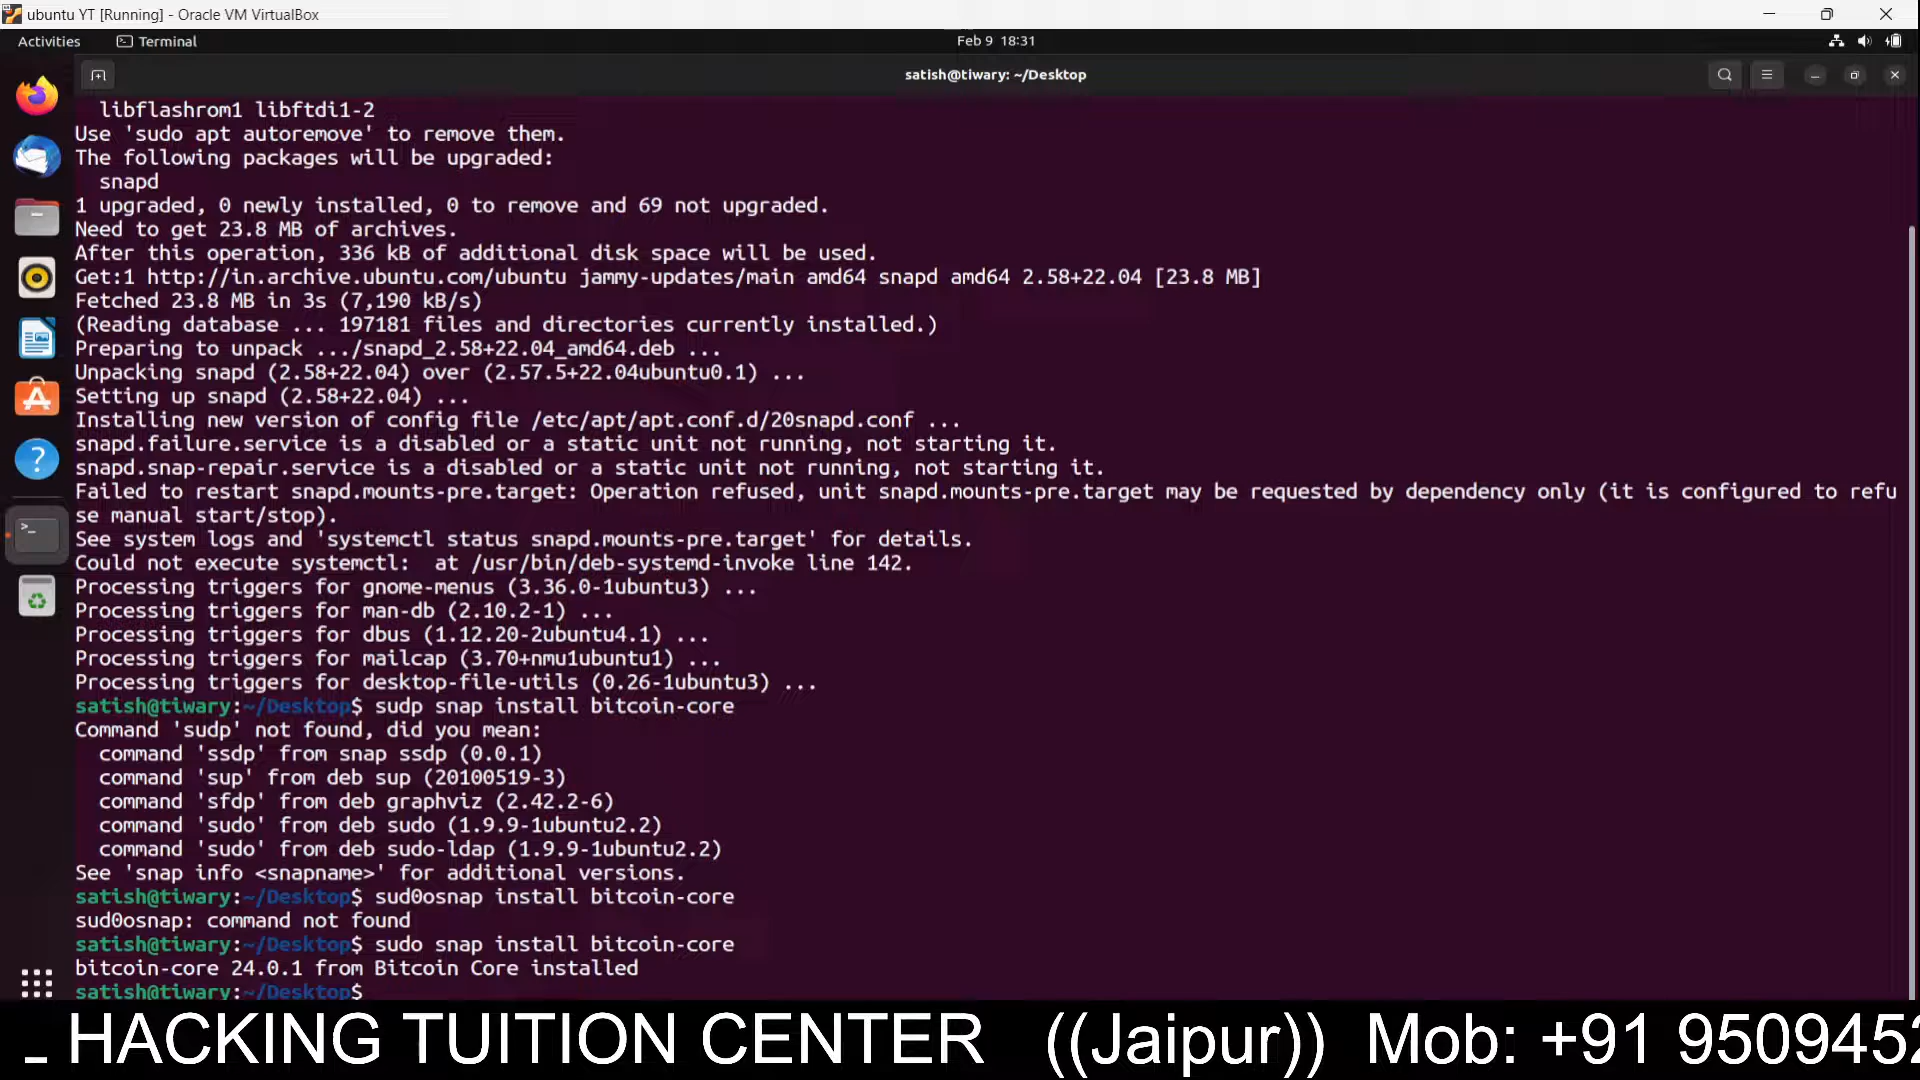 ubuntu YT [Running] - Oracle VM VirtualBox
Activities Terminal Feb 9 18:31
satish@tiwary: ~/Desktop
libflashrom1 libftdi1-2
Use 'sudo apt autoremove' to remove them.
The following packages will be upgraded:
snapd
1 upgraded, 0 newly installed, 0 to remove and 69 not upgraded.
Need to get 23.8 MB of archives.
After this operation, 336 kB of additional disk space will be used.
Get:1 http://in.archive.ubuntu.com/ubuntu jammy-updates/main amd64 snapd amd64 2.58+22.04 [23.8 MB]
Fetched 23.8 MB in 3s (7,190 kB/s)
(Reading database ... 197181 files and directories currently installed.)
Preparing to unpack .../snapd_2.58+22.04_amd64.deb ...
Unpacking snapd (2.58+22.04) over (2.57.5+22.04ubuntu0.1) ...
Setting up snapd (2.58+22.04) ...
Installing new version of config file /etc/apt/apt.conf.d/20snapd.conf ...
snapd.failure.service is a disabled or a static unit not running, not starting it.
snapd.snap-repair.service is a disabled or a static unit not running, not starting it.
Failed to restart snapd.mounts-pre.target: Operation refused, unit snapd.mounts-pre.target may be requested by dependency only (it is configured to refu
se manual start/stop).
See system logs and 'systemctl status snapd.mounts-pre.target' for details.
Could not execute systemctl:  at /usr/bin/deb-systemd-invoke line 142.
Processing triggers for gnome-menus (3.36.0-1ubuntu3) ...
Processing triggers for man-db (2.10.2-1) ...
Processing triggers for dbus (1.12.20-2ubuntu4.1) ...
Processing triggers for mailcap (3.70+nmu1ubuntu1) ...
Processing triggers for desktop-file-utils (0.26-1ubuntu3) ...
satish@tiwary:~/Desktop$ sudp snap install bitcoin-core
Command 'sudp' not found, did you mean:
command 'ssdp' from snap ssdp (0.0.1)
command 'sup' from deb sup (20100519-3)
command 'sfdp' from deb graphviz (2.42.2-6)
command 'sudo' from deb sudo (1.9.9-1ubuntu2.2)
command 'sudo' from deb sudo-ldap (1.9.9-1ubuntu2.2)
See 'snap info <snapname>' for additional versions.
satish@tiwary:~/Desktop$ sud0osnap install bitcoin-core
sud0osnap: command not found
satish@tiwary:~/Desktop$ sudo snap install bitcoin-core
bitcoin-core 24.0.1 from Bitcoin Core installed
satish@tiwary:~/Desktop$
_ HACKING TUITION CENTER ((Jaipur)) Mob: +91 9509452